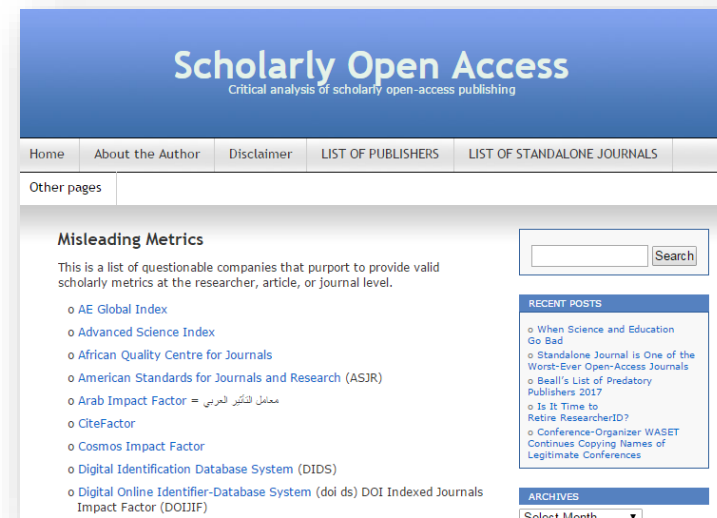 Scholarly Open Access
Critical analysis of scholarly open-access publishing
Home
About the Author
Disclaimer
LIST OF PUBLISHERS
LIST OF STANDALONE JOURNALS
Other pages
Misleading Metrics
This is a list of questionable companies that purport to provide valid
scholarly metrics at the researcher, article, or journal level.
o AE Global Index
o Advanced Science Index
o African Quality Centre for Journals
o American Standards for Journals and Research (ASJR)
o Arab Impact Factor = معامل التأثير العربي
o CiteFactor
o Cosmos Impact Factor
o Digital Identification Database System (DIDS)
o Digital Online Identifier-Database System (doi ds) DOI Indexed Journals
Impact Factor (DOIJIF)
Search
RECENT POSTS
o When Science and Education
Go Bad
o Standalone Journal is One of the
Worst-Ever Open-Access Journals
o Beall's List of Predatory
Publishers 2017
o Is It Time to
Retire ResearcherID?
o Conference-Organizer WASET
Continues Copying Names of
Legitimate Conferences
ARCHIVES
Select Month